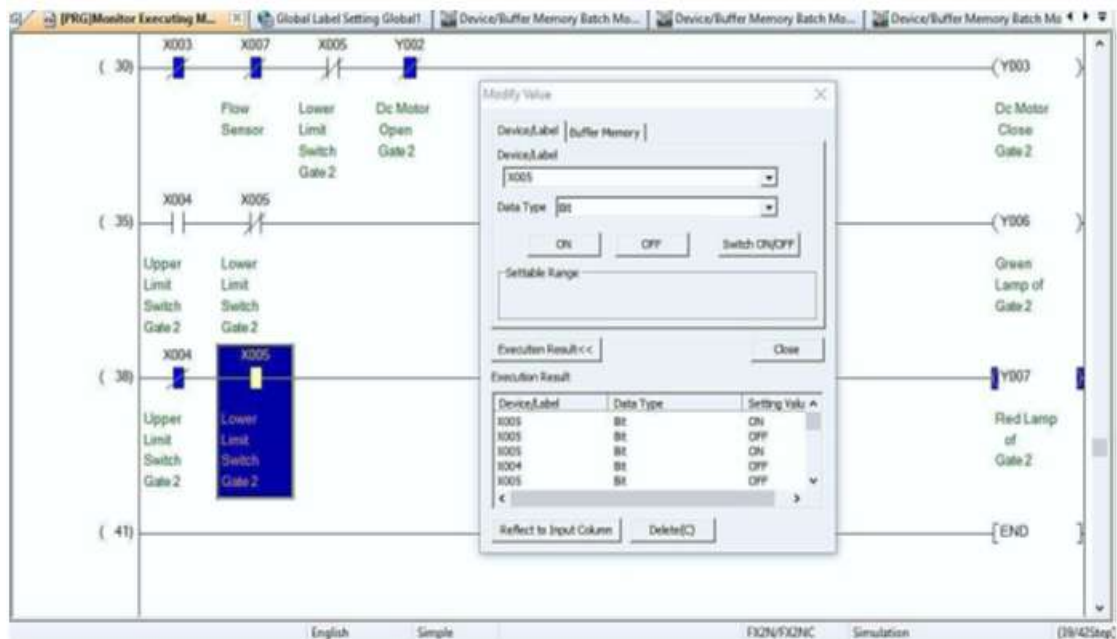 [PRG]Monitor Executing M...
Global Label Setting Global1
Device/Buffer Memory Batch Mo...
Device/Buffer Memory Batch Mo...
Device/Buffer Memory Batch Mo
X003 X007 X005 Y002
( 30) (Y003 )
Flow Sensor
Lower Limit Switch Gate 2
Dc Motor Open Gate 2
Dc Motor Close Gate 2
X004 X005
( 35) (Y006 )
Upper Limit Switch Gate 2
Lower Limit Switch Gate 2
Green Lamp of Gate 2
X004 X005
( 38) Y007
Upper Limit Switch Gate 2
Lower Limit Switch Gate 2
Red Lamp of Gate 2
( 41) [END ]
Modify Value
Device/Label Buffer Memory
Device/Label
X005
Data Type Bit
ON OFF Switch ON/OFF
Settable Range
Execution Result<< Close
Execution Result
Device/Label Data Type Setting Valu
X005 Bit ON
X005 Bit OFF
X005 Bit ON
X004 Bit OFF
X005 Bit OFF
Reflect to Input Column Delete(C)
English Simple FX2N/FX2NC Simulation (39/42Step